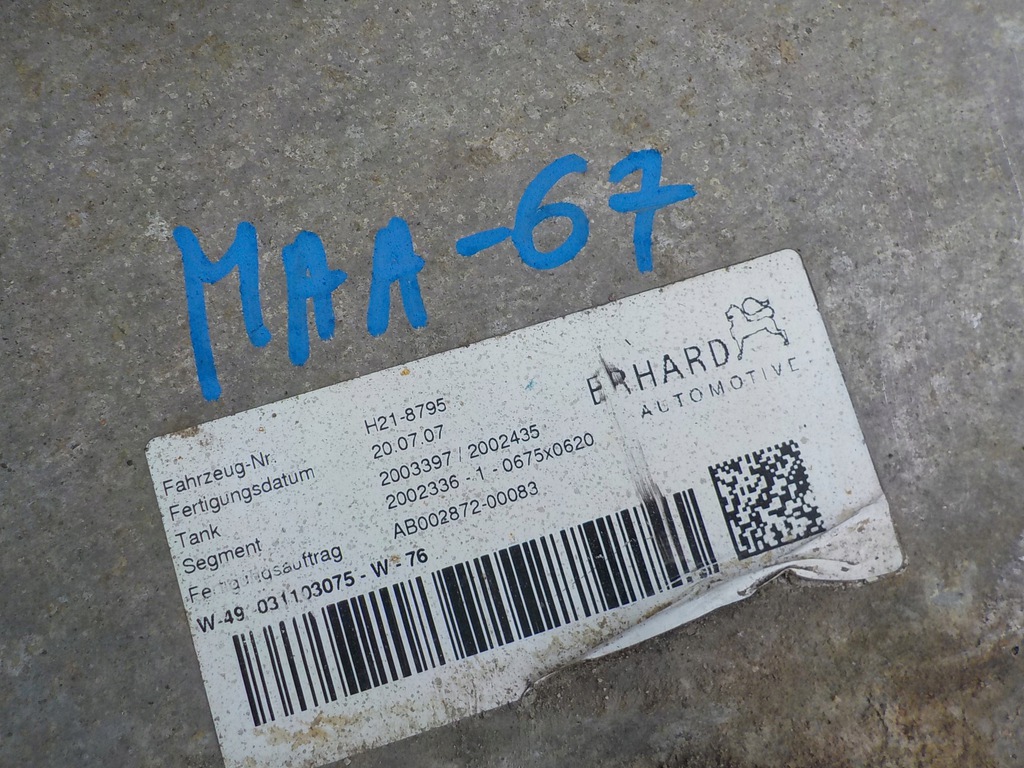 MAA-67
ERHARD
AUTOMOTIVE
Fahrzeug-Nr. H21-8795
Fertigungsdatum 20.07.07
Tank 2003397 / 2002435
Segment 2002336 - 1 - 0675x0620
Fertigungsauftrag AB002872-00083
W-49 031103075 - W - 76